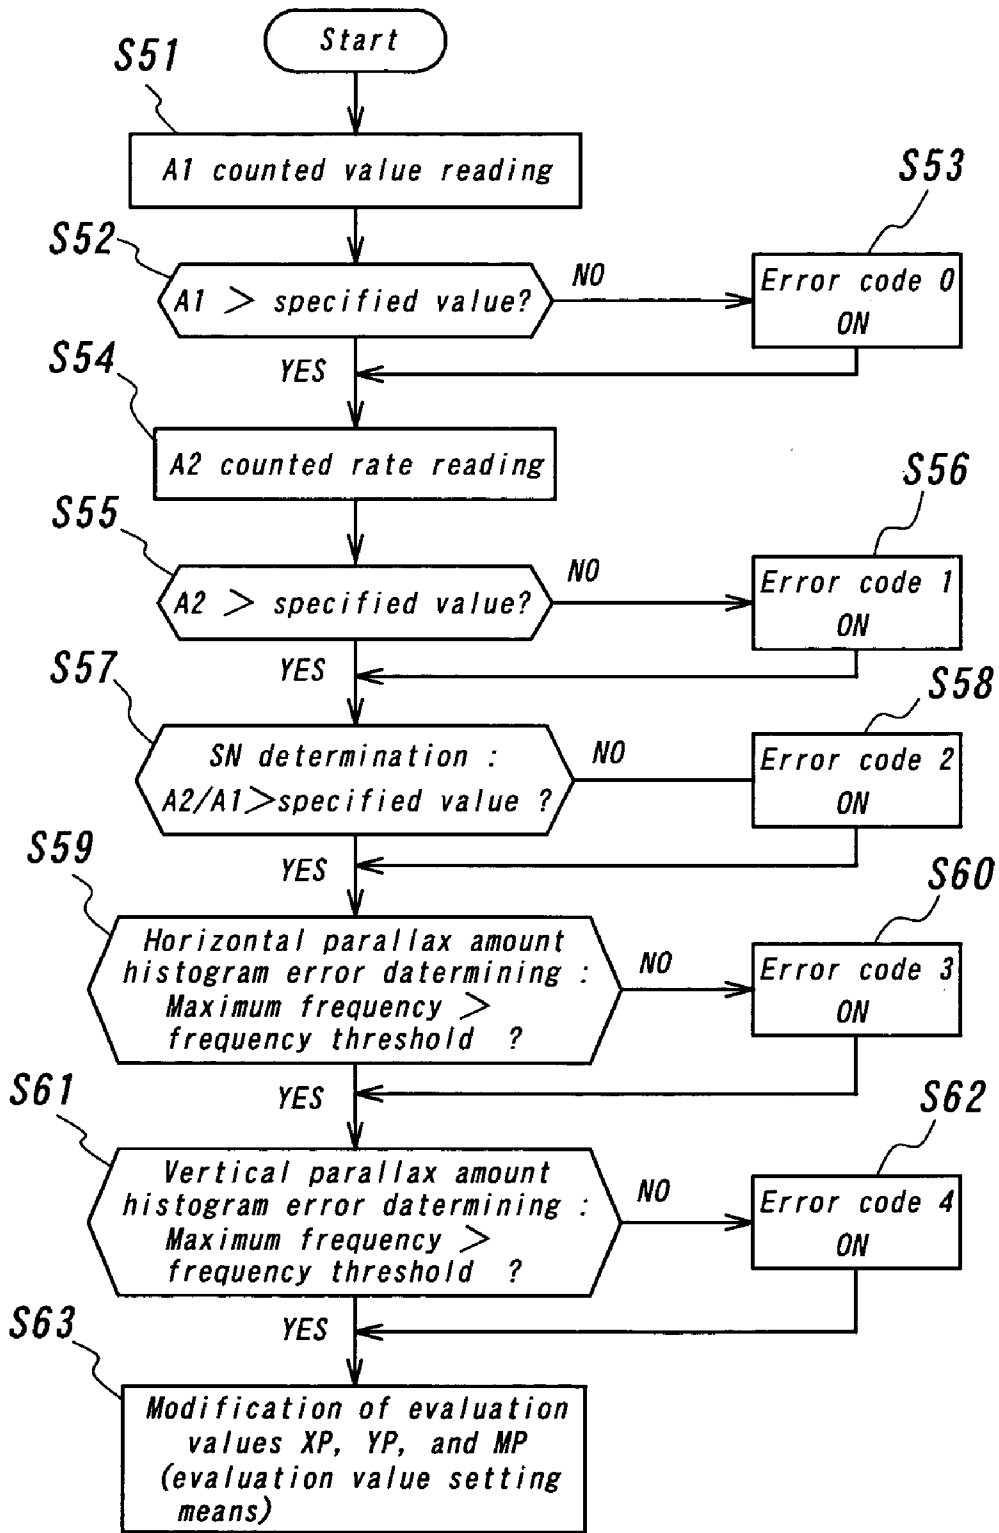 Start
S51
A1 counted value reading
S52
A1 > specified value?
NO
S53
Error code 0
ON
YES
S54
A2 counted rate reading
S55
A2 > specified value?
NO
S56
Error code 1
ON
YES
S57
SN determination :
A2/A1>specified value ?
NO
S58
Error code 2
ON
YES
S59
Horizontal parallax amount
histogram error datermining :
Maximum frequency >
frequency threshold ?
NO
S60
Error code 3
ON
YES
S61
Vertical parallax amount
histogram error datermining :
Maximum frequency >
frequency threshold ?
NO
S62
Error code 4
ON
YES
S63
Modification of evaluation
values XP, YP, and MP
(evaluation value setting
means)